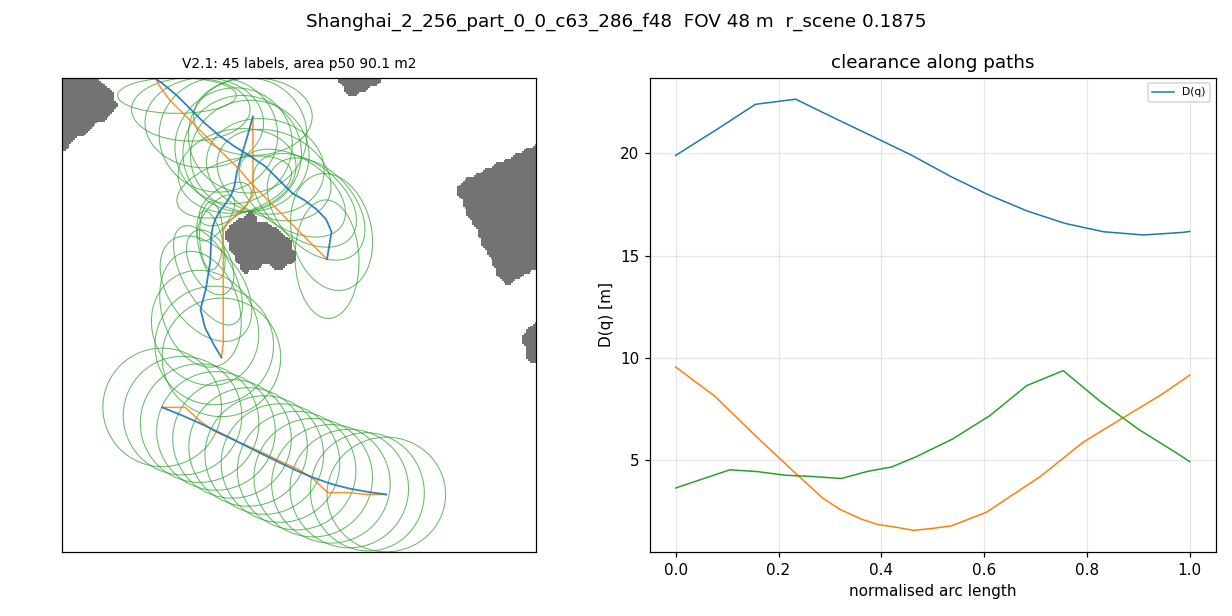 Shanghai_2_256_part_0_0_c63_286_f48  FOV 48 m  r_scene 0.1875
V2.1: 45 labels, area p50 90.1 m2
clearance along paths
D(q)
20
15
10
5
D(q) [m]
0.0 0.2 0.4 0.6 0.8 1.0
normalised arc length